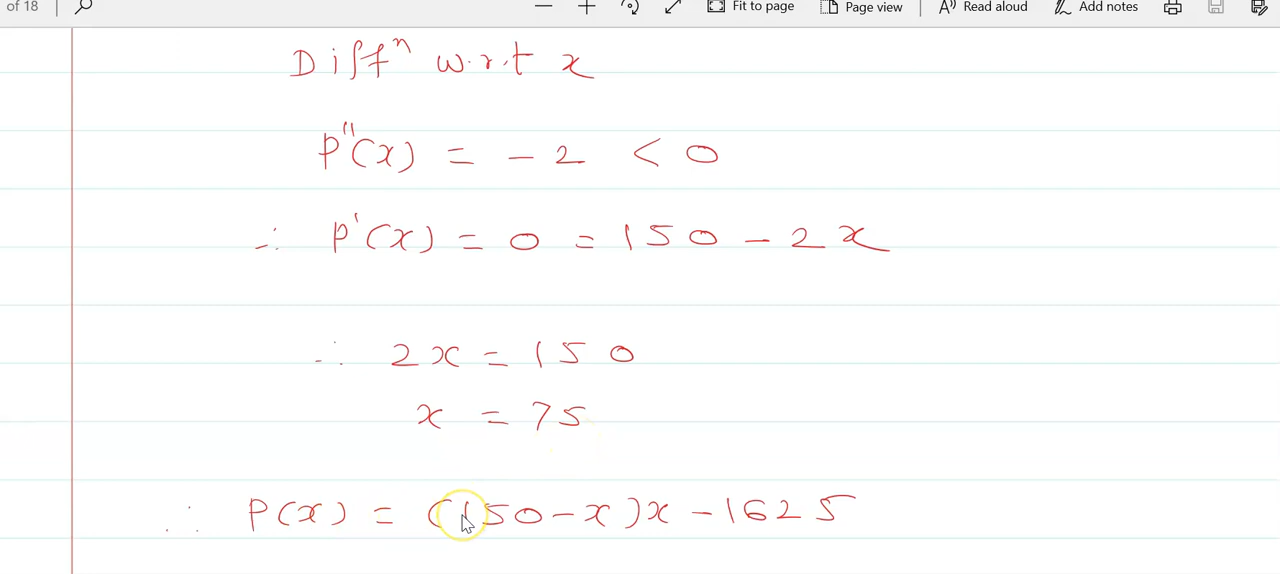 of 18 Fit to page Page view Read aloud Add notes
Diffⁿ w.r.t x
P''(x) = - 2 < 0
∴ P'(x) = 0 = 150 - 2x
∴ 2x = 150
x = 75
∴ P(x) = (150 - x)x - 1625